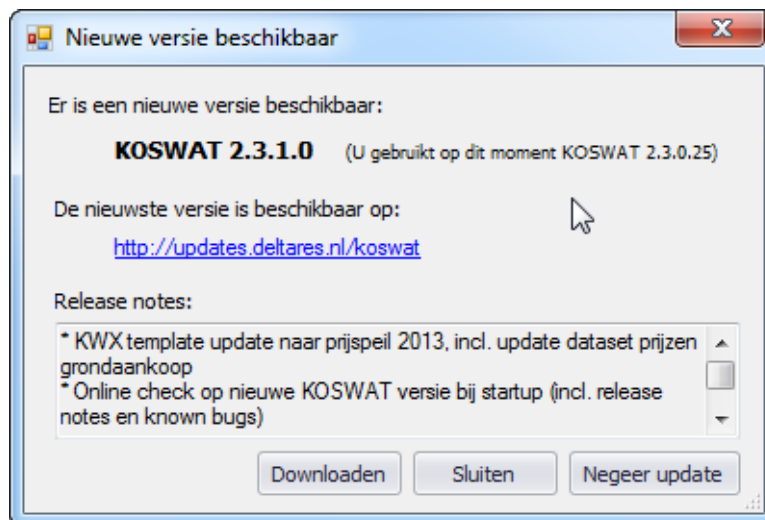 Nieuwe versie beschikbaar
Er is een nieuwe versie beschikbaar:
KOSWAT 2.3.1.0 (U gebruikt op dit moment KOSWAT 2.3.0.25)
De nieuwste versie is beschikbaar op:
http://updates.deltares.nl/koswat
Release notes:
* KWX template update naar prijspeil 2013, incl. update dataset prijzen
grondaankoop
* Online check op nieuwe KOSWAT versie bij startup (incl. release
notes en known bugs)
Downloaden Sluiten Negeer update